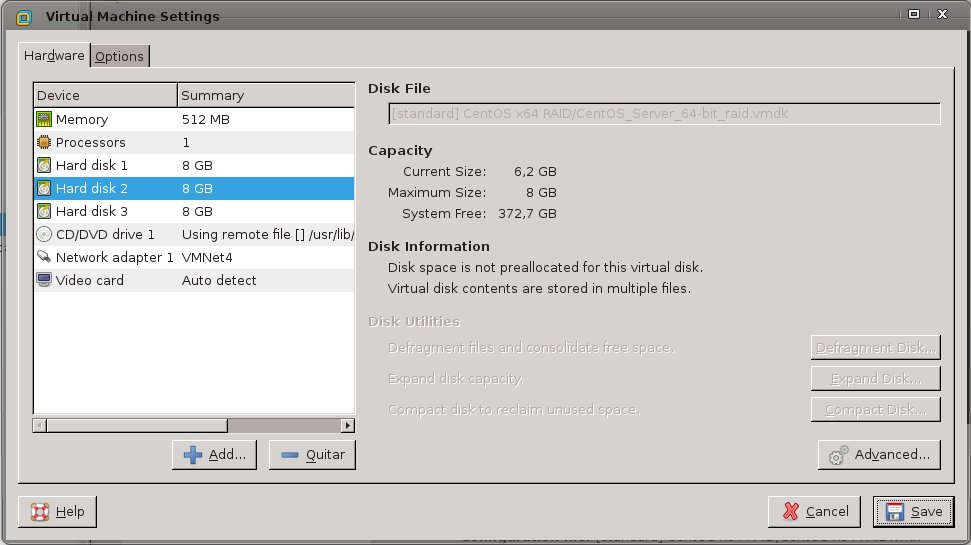 Virtual Machine Settings
Hardware Options
Device Summary
Memory 512 MB
Processors 1
Hard disk 1 8 GB
Hard disk 2 8 GB
Hard disk 3 8 GB
CD/DVD drive 1 Using remote file [] /usr/lib/
Network adapter 1 VMNet4
Video card Auto detect
Add...
Quitar
Disk File
[standard] CentOS x64 RAID/CentOS_Server_64-bit_raid.vmdk
Capacity
Current Size: 6,2 GB
Maximum Size: 8 GB
System Free: 372,7 GB
Disk Information
Disk space is not preallocated for this virtual disk.
Virtual disk contents are stored in multiple files.
Disk Utilities
Defragment files and consolidate free space. Defragment Disk...
Expand disk capacity. Expand Disk...
Compact disk to reclaim unused space. Compact Disk...
Advanced...
Help
Cancel
Save